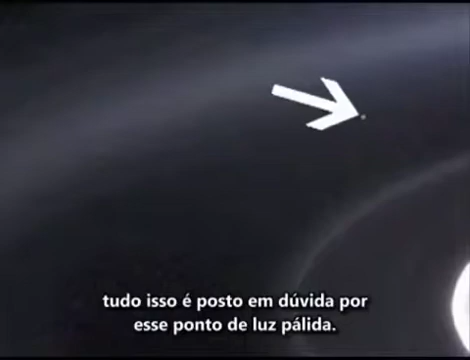 tudo isso é posto em dúvida por
esse ponto de luz pálida.